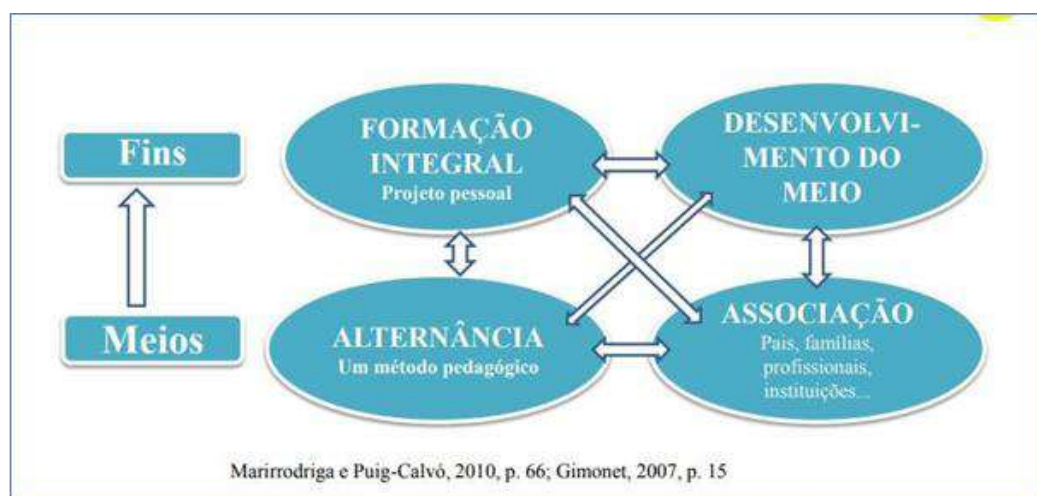 Fins
Meios
FORMAÇÃO
INTEGRAL
Projeto pessoal
DESENVOLVI-
MENTO DO
MEIO
ALTERNÂNCIA
Um método pedagógico
ASSOCIAÇÃO
Pais, famílias,
profissionais,
instituições...
Marirrodriga e Puig-Calvó, 2010, p. 66; Gimonet, 2007, p. 15